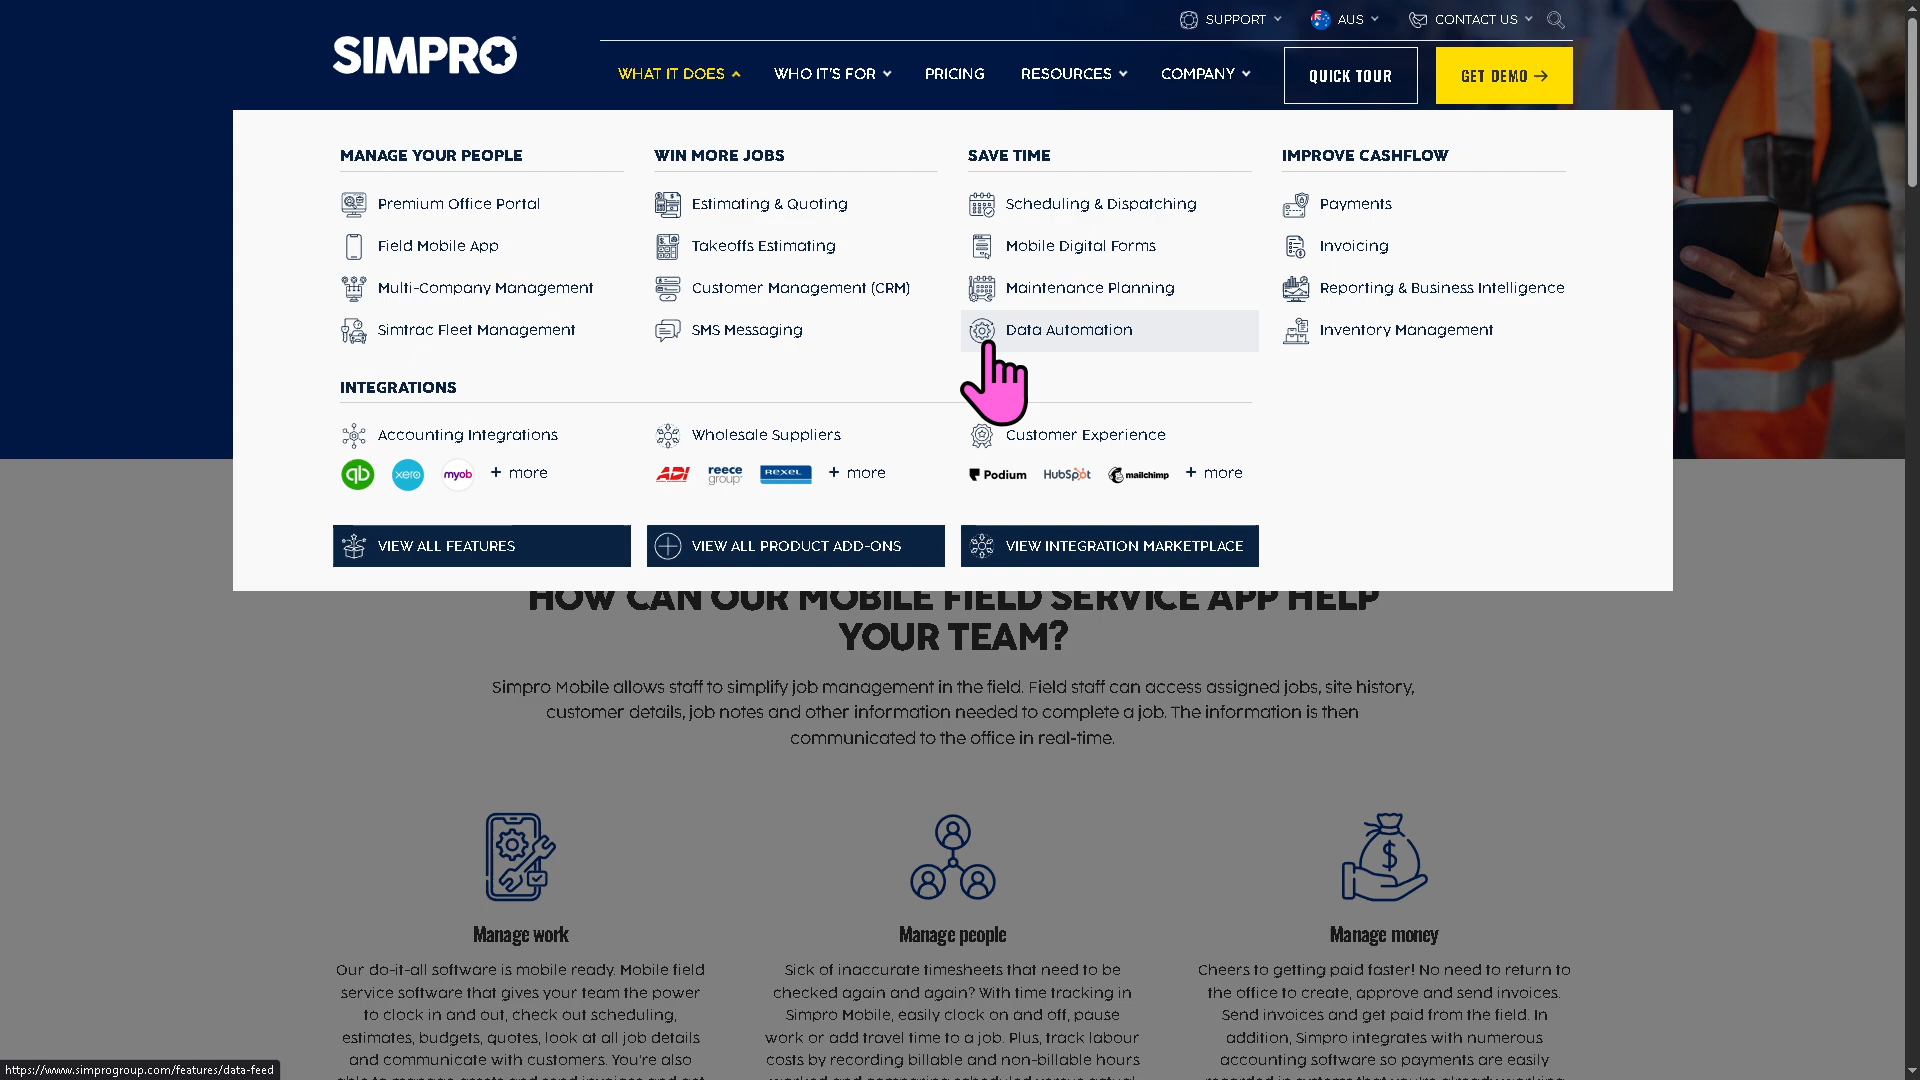 SUPPORT
AUS
CONTACT US
SIMPRO
WHAT IT DOES
WHO IT'S FOR
PRICING
RESOURCES
COMPANY
QUICK TOUR
GET DEMO
MANAGE YOUR PEOPLE
Premium Office Portal
Field Mobile App
Multi-Company Management
Simtrac Fleet Management
WIN MORE JOBS
Estimating & Quoting
Takeoffs Estimating
Customer Management (CRM)
SMS Messaging
SAVE TIME
Scheduling & Dispatching
Mobile Digital Forms
Maintenance Planning
Data Automation
IMPROVE CASHFLOW
Payments
Invoicing
Reporting & Business Intelligence
Inventory Management
INTEGRATIONS
Accounting Integrations
qb xero myob + more
Wholesale Suppliers
ADI reece group REXEL + more
Customer Experience
Podium HubSpot mailchimp + more
VIEW ALL FEATURES
VIEW ALL PRODUCT ADD-ONS
VIEW INTEGRATION MARKETPLACE
HOW CAN OUR MOBILE FIELD SERVICE APP HELP
YOUR TEAM?
Simpro Mobile allows staff to simplify job management in the field. Field staff can access assigned jobs, site history,
customer details, job notes and other information needed to complete a job. The information is then
communicated to the office in real-time.
Manage work
Our do-it-all software is mobile ready. Mobile field
service software that gives your team the power
to clock in and out, check out scheduling,
estimates, budgets, quotes, look at all job details
and communicate with customers. You're also
Manage people
Sick of inaccurate timesheets that need to be
checked again and again? With time tracking in
Simpro Mobile, easily clock on and off, pause
work or add travel time to a job. Plus, track labour
costs by recording billable and non-billable hours
Manage money
Cheers to getting paid faster! No need to return to
the office to create, approve and send invoices.
Send invoices and get paid from the field. In
addition, Simpro integrates with numerous
accounting software so payments are easily
https://www.simprogroup.com/features/data-feed